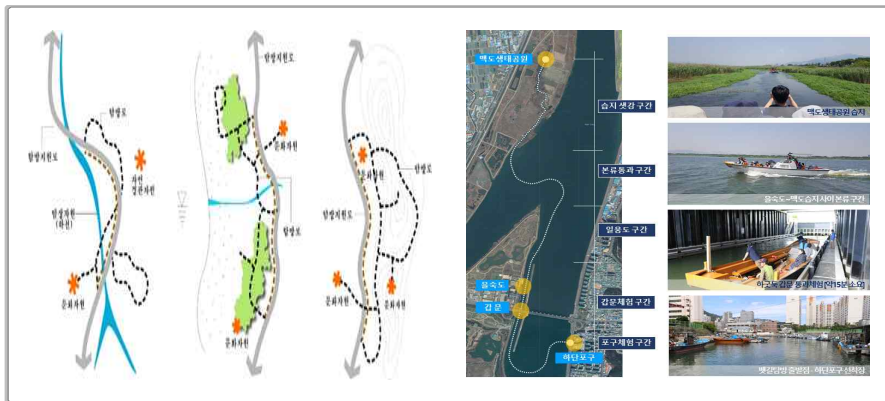 탐방지원도
탐방로
탐방지원도
자연
경관자원
탐방자원
(하천)
문화자원
문화자원
탐방로
문화자원
문화자원
탐방로
탐방지원도
문화자원
문화자원
맥도생태공원
을숙도
갑문
하단포구
습지 샛강 구간
본류통과 구간
일웅도 구간
갑문체험 구간
포구체험 구간
맥도생태공원 습지
을숙도~맥도습지 사이 본류 구간
하굿둑 갑문 통과체험[약15분 소요]
뱃길탐방 출발점 - 하단포구 선착장